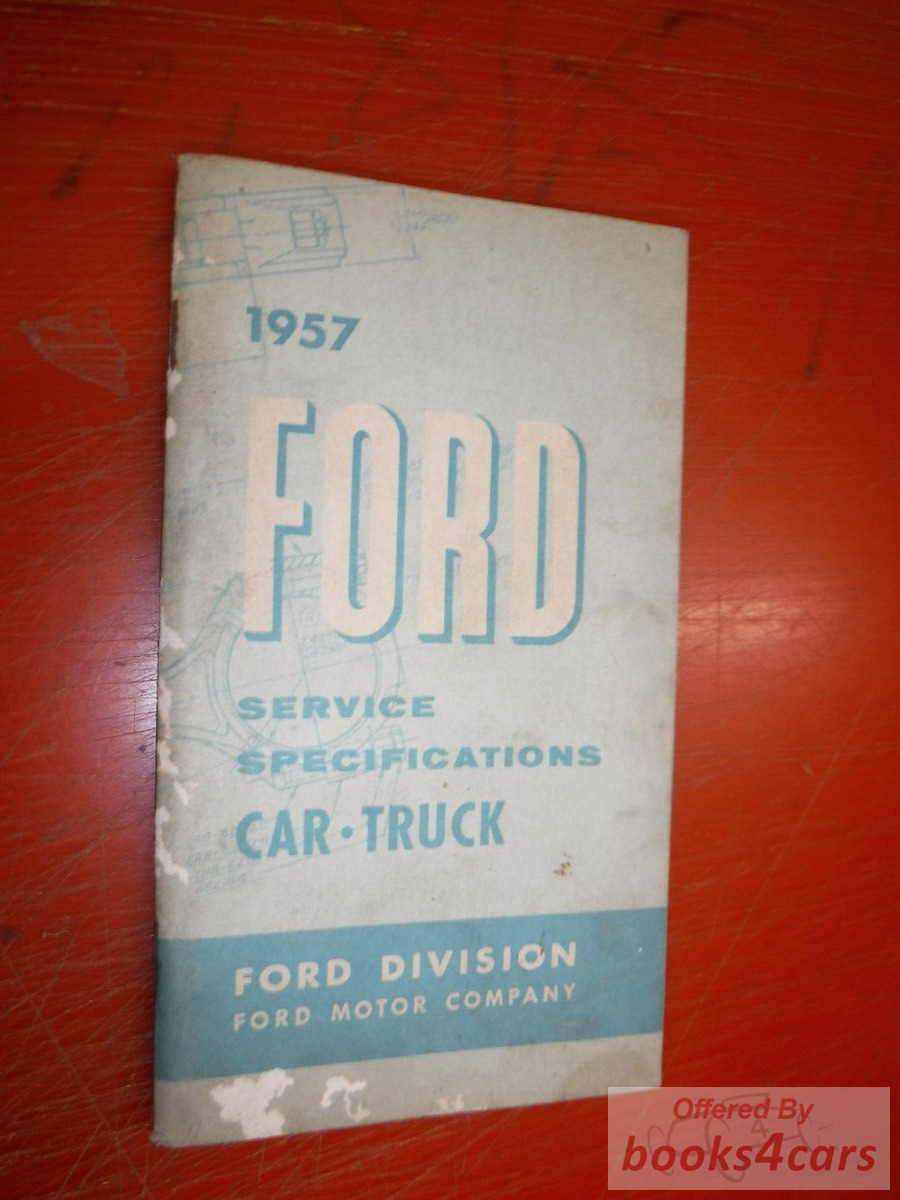 1957
FORD
SERVICE
SPECIFICATIONS
CAR • TRUCK
FORD DIVISION
FORD MOTOR COMPANY
Offered By
books4cars